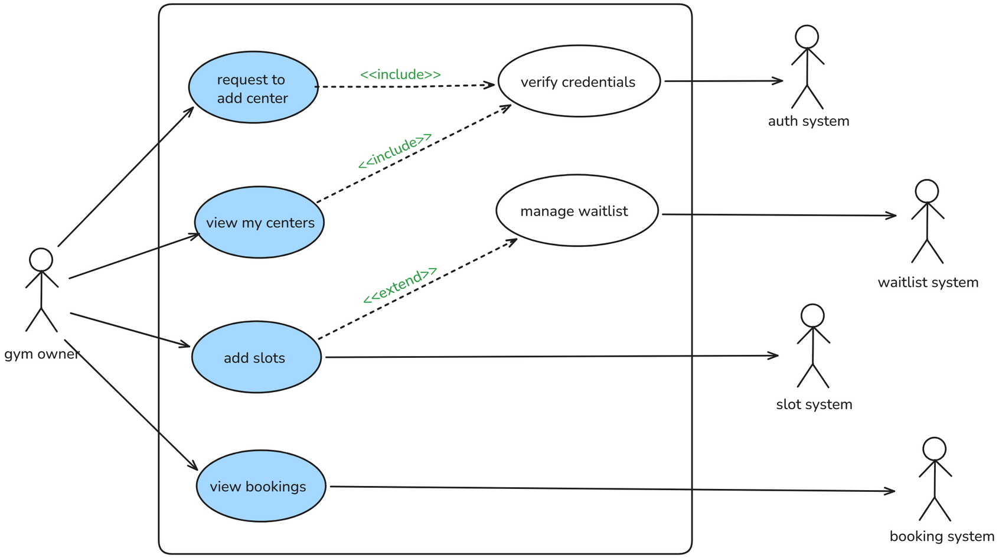 request to
add center
<<include>>
verify credentials
auth system
<<include>>
view my centers
manage waitlist
waitlist system
<<extend>>
gym owner
add slots
slot system
view bookings
booking system